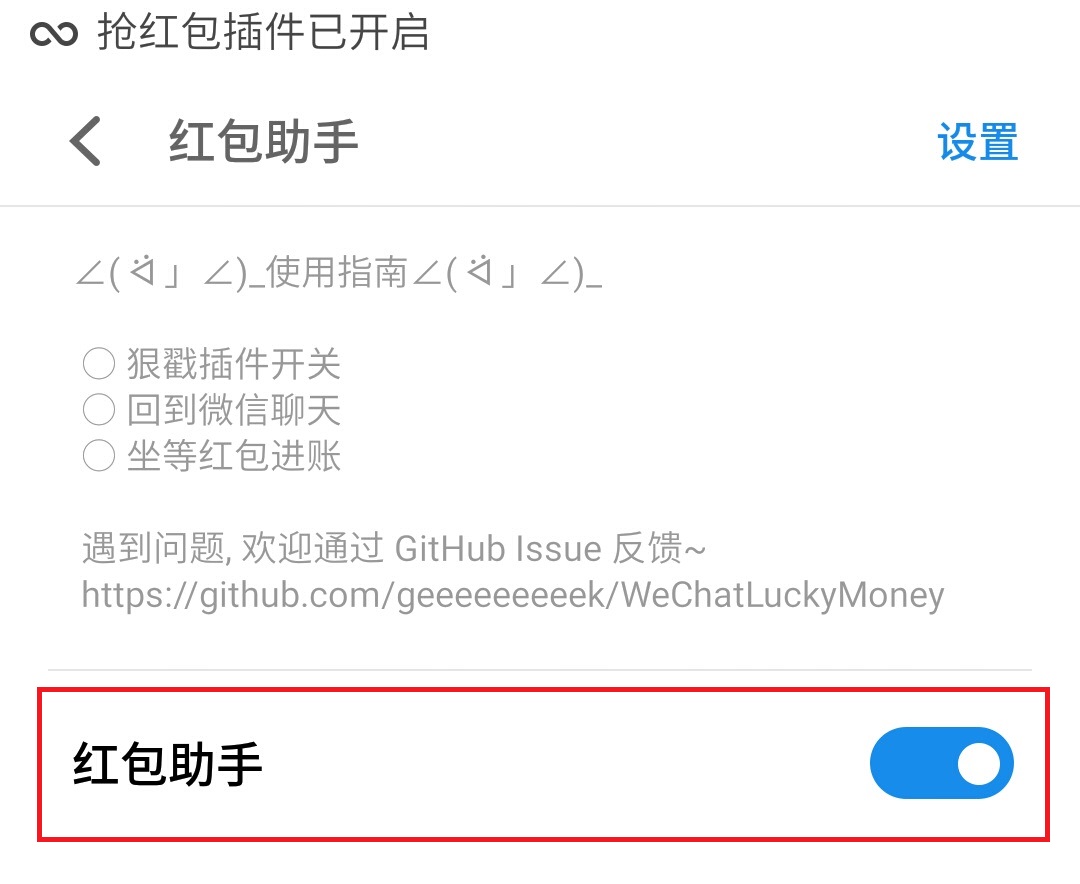 抢红包插件已开启
红包助手
设置
∠(ᐛ」∠)_使用指南∠(ᐛ」∠)_
○ 狠戳插件开关
○ 回到微信聊天
○ 坐等红包进账
遇到问题, 欢迎通过 GitHub Issue 反馈~
https://github.com/geeeeeeeeek/WeChatLuckyMoney
红包助手